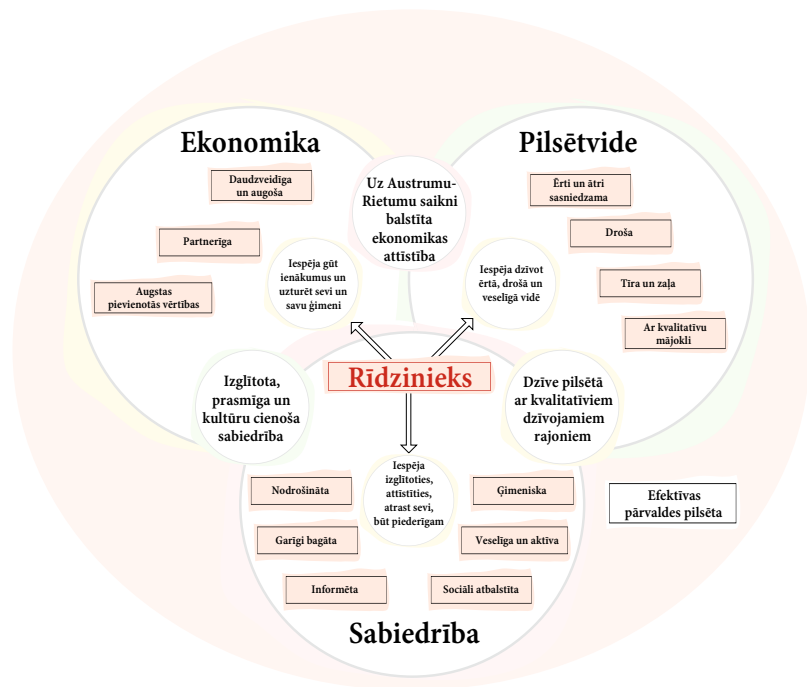 Ekonomika
Pilsētvide
Daudzveidīga
un augoša
Partnerīga
Augstas
pievienotās vērtības
Iespēja gūt
ienākumus un
uzturēt sevi un
savu ģimeni
Uz Austrumu-
Rietumu saikni
balstīta
ekonomikas
attīstība
Iespēja dzīvot
ērtā, drošā un
veselīgā vidē
Ērti un ātri
sasniedzama
Droša
Tīra un zaļa
Ar kvalitatīvu
mājokli
Rīdzinieks
Izglītota,
prasmīga un
kultūru cienoša
sabiedrība
Dzīve pilsētā
ar kvalitatīviem
dzīvojamiem
rajoniem
Iespēja
izglītoties,
attīstīties,
atrast sevi,
būt piederīgam
Nodrošināta
Garīgi bagāta
Informēta
Ģimeniska
Veselīga un aktīva
Sociāli atbalstīta
Efektīvas
pārvaldes pilsēta
Sabiedrība